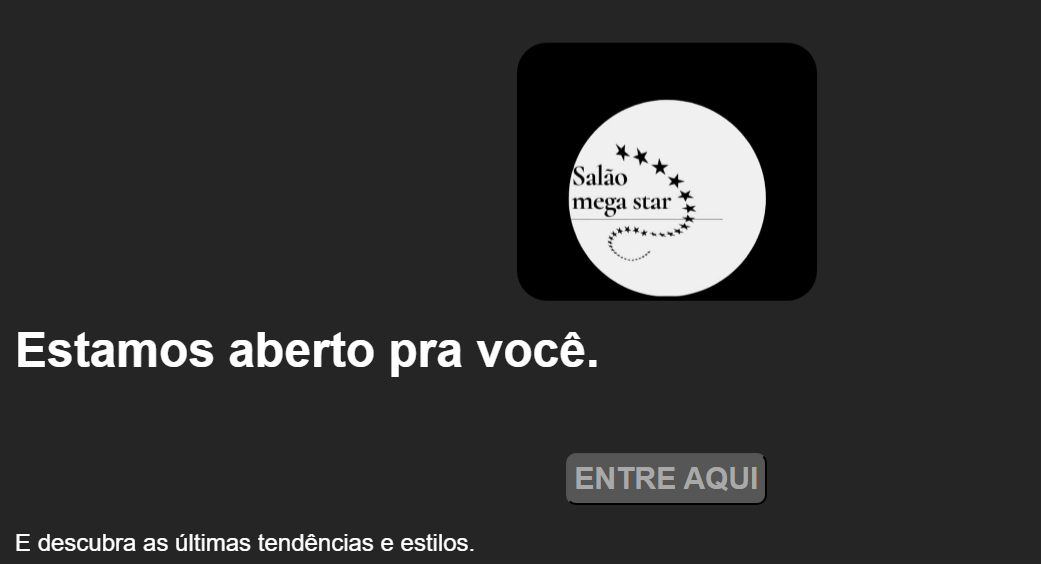 Salão
mega star
Estamos aberto pra você.
ENTRE AQUI
E descubra as últimas tendências e estilos.